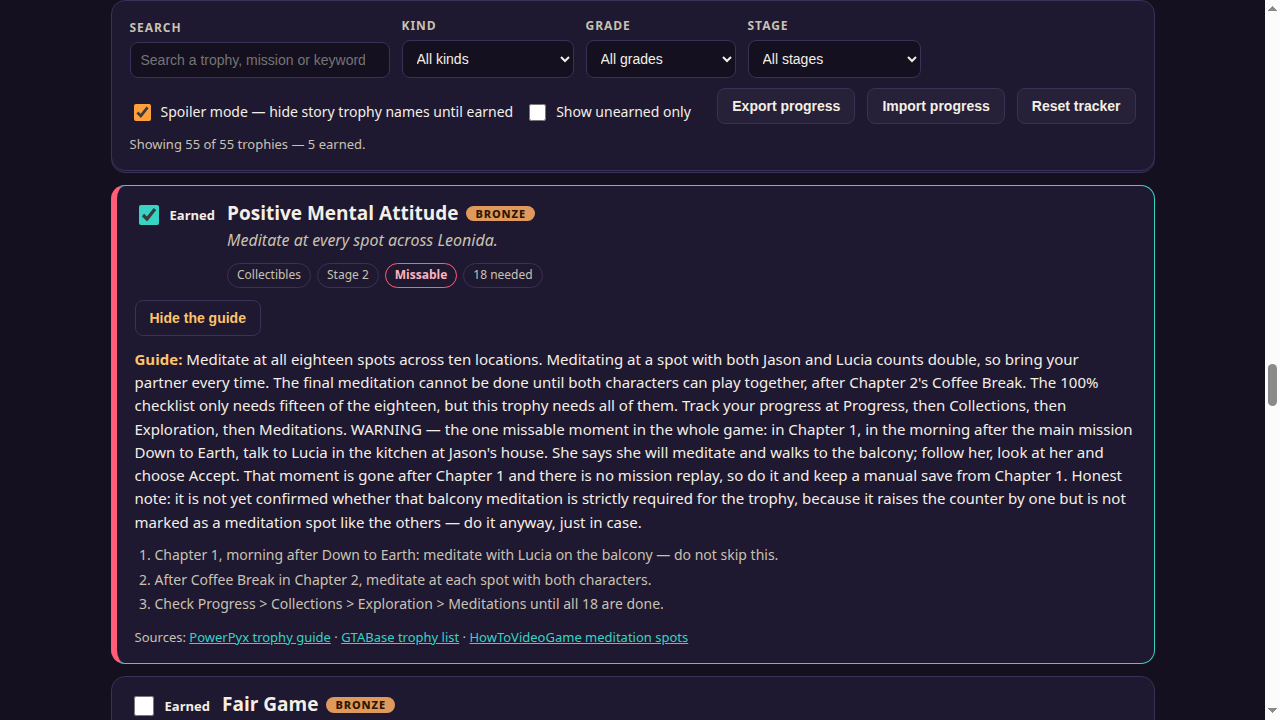 SEARCH
KIND
GRADE
STAGE
Search a trophy, mission or keyword
All kinds
All grades
All stages
Spoiler mode — hide story trophy names until earned
Show unearned only
Export progress
Import progress
Reset tracker
Showing 55 of 55 trophies — 5 earned.
Earned
Positive Mental Attitude
BRONZE
Meditate at every spot across Leonida.
Collectibles
Stage 2
Missable
18 needed
Hide the guide
Guide: Meditate at all eighteen spots across ten locations. Meditating at a spot with both Jason and Lucia counts double, so bring your
partner every time. The final meditation cannot be done until both characters can play together, after Chapter 2's Coffee Break. The 100%
checklist only needs fifteen of the eighteen, but this trophy needs all of them. Track your progress at Progress, then Collections, then
Exploration, then Meditations. WARNING — the one missable moment in the whole game: in Chapter 1, in the morning after the main mission
Down to Earth, talk to Lucia in the kitchen at Jason's house. She says she will meditate and walks to the balcony; follow her, look at her and
choose Accept. That moment is gone after Chapter 1 and there is no mission replay, so do it and keep a manual save from Chapter 1. Honest
note: it is not yet confirmed whether that balcony meditation is strictly required for the trophy, because it raises the counter by one but is not
marked as a meditation spot like the others — do it anyway, just in case.
1. Chapter 1, morning after Down to Earth: meditate with Lucia on the balcony — do not skip this.
2. After Coffee Break in Chapter 2, meditate at each spot with both characters.
3. Check Progress > Collections > Exploration > Meditations until all 18 are done.
Sources: PowerPyx trophy guide · GTABase trophy list · HowToVideoGame meditation spots
Earned
Fair Game
BRONZE